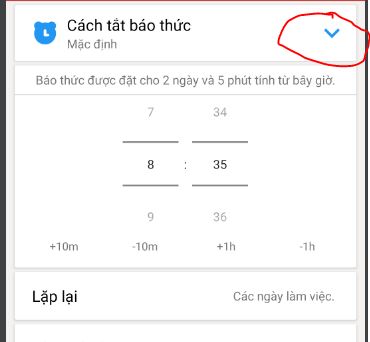 Cách tắt báo thức
Mặc định
Báo thức được đặt cho 2 ngày và 5 phút tính từ bây giờ.
7 34
8 : 35
9 36
+10m -10m +1h -1h
Lặp lại Các ngày làm việc.